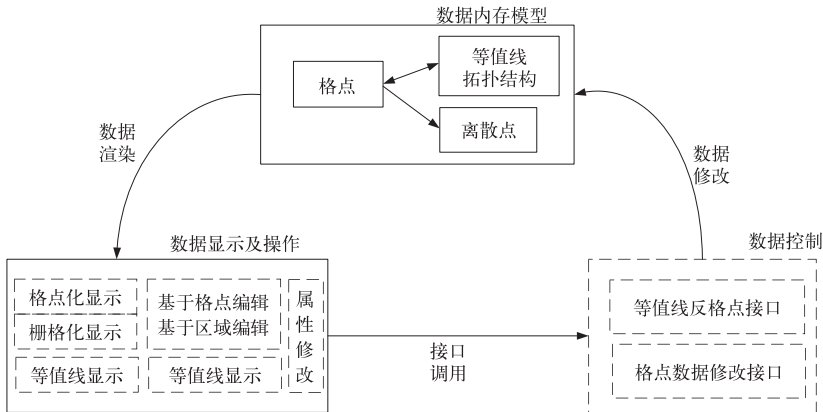 数据内存模型
格点
等值线
拓扑结构
离散点
数据
渲染
数据
修改
数据显示及操作
格点化显示
栅格化显示
等值线显示
基于格点编辑
基于区域编辑
等值线显示
属
性
修
改
接口
调用
数据控制
等值线反格点接口
格点数据修改接口